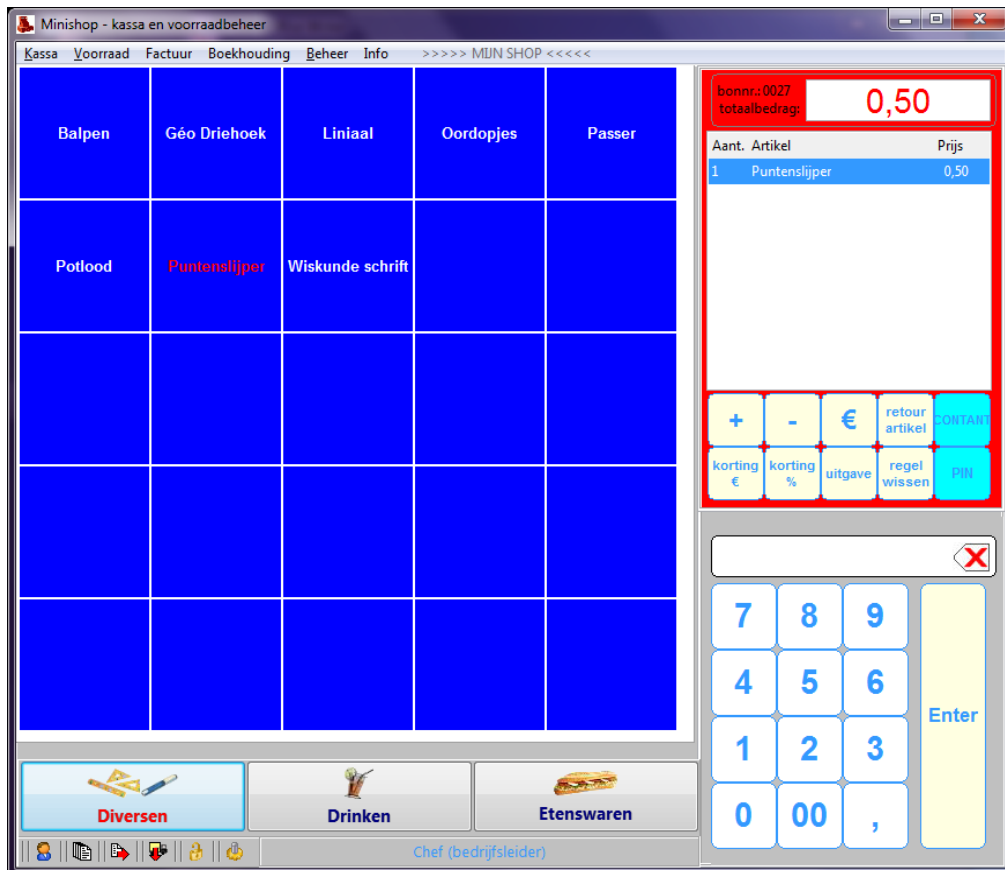 Minishop - kassa en voorraadbeheer
Kassa Voorraad Factuur Boekhouding Beheer Info >>>>> MIJN SHOP <<<<<
Balpen Géo Driehoek Liniaal Oordopjes Passer
Potlood Puntenslijper Wiskunde schrift
Diversen Drinken Etenswaren
Chef (bedrijfsleider)
bonnr.:0027
totaalbedrag: 0,50
Aant. Artikel Prijs
1 Puntenslijper 0,50
+ - € retour artikel CONTANT
korting € korting % uitgave regel wissen PIN
7 8 9
4 5 6
1 2 3
0 00 ,
Enter